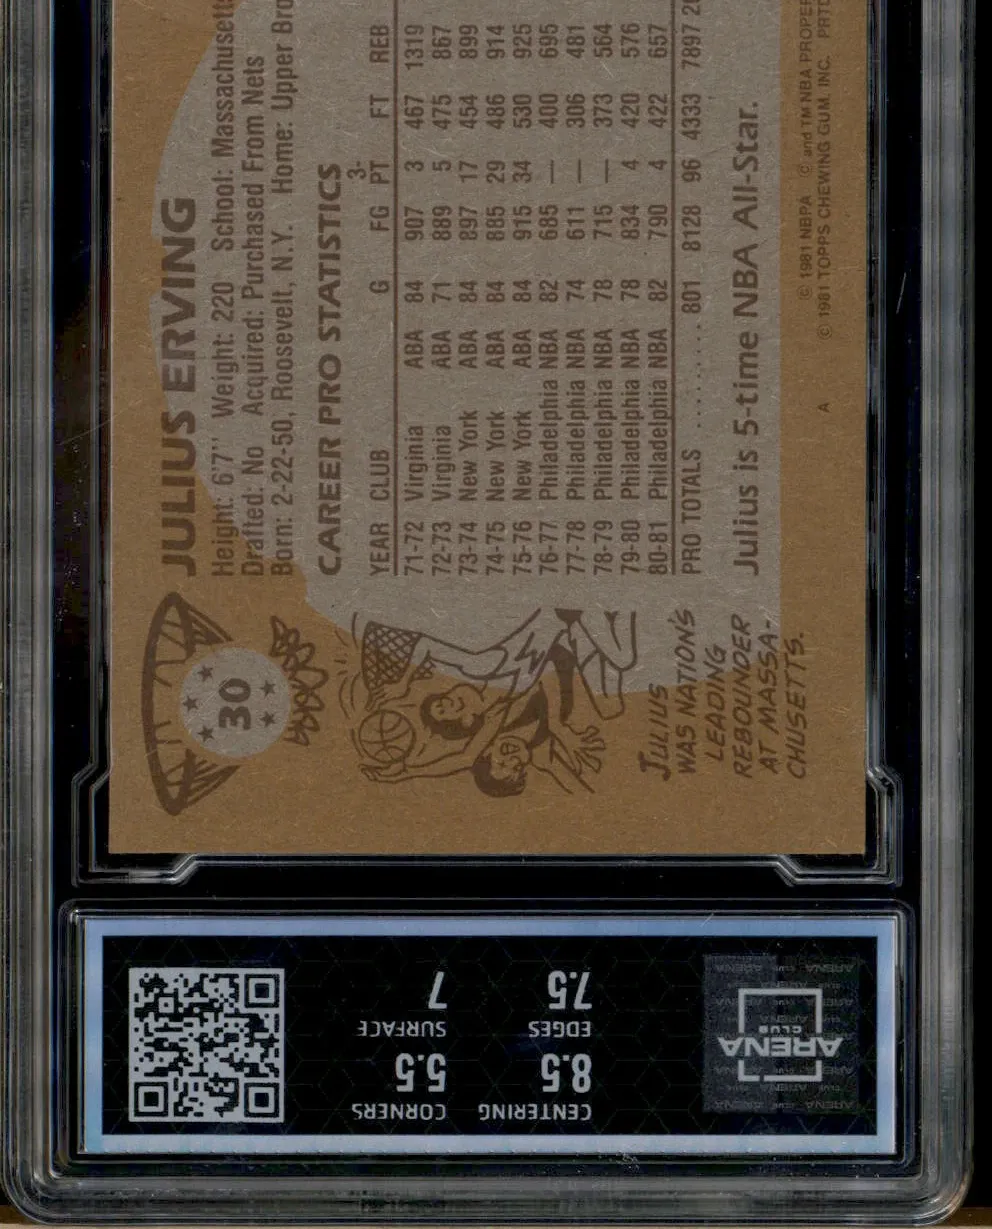 JULIUS ERVING
Height: 6'7" Weight: 220 School: Massachusett
Drafted: No Acquired: Purchased From Nets
Born: 2-22-50, Roosevelt, N.Y. Home: Upper Bro
CAREER PRO STATISTICS
YEAR CLUB G FG 3-PT FT REB
71-72 Virginia ABA 84 907 3 467 1319
72-73 Virginia ABA 71 889 5 475 867
73-74 New York ABA 84 897 17 454 899
74-75 New York ABA 84 885 29 486 914
75-76 New York ABA 84 915 34 530 925
76-77 Philadelphia NBA 82 685 — 400 695
77-78 Philadelphia NBA 74 611 — 306 481
78-79 Philadelphia NBA 78 715 — 373 564
79-80 Philadelphia NBA 78 834 4 420 576
80-81 Philadelphia NBA 82 790 4 422 657
PRO TOTALS .......... 801 8128 96 4333 7897 20
Julius is 5-time NBA All-Star.
© 1981 NBPA © and TM NBA PROPER
A © 1981 TOPPS CHEWING GUM, INC. PRTD
30
JULIUS
WAS NATION'S
LEADING
REBOUNDER
AT MASSA-
CHUSETTS.
ARENA
CLUB
CENTERING CORNERS
8.5 5.5
EDGES SURFACE
7.5 7